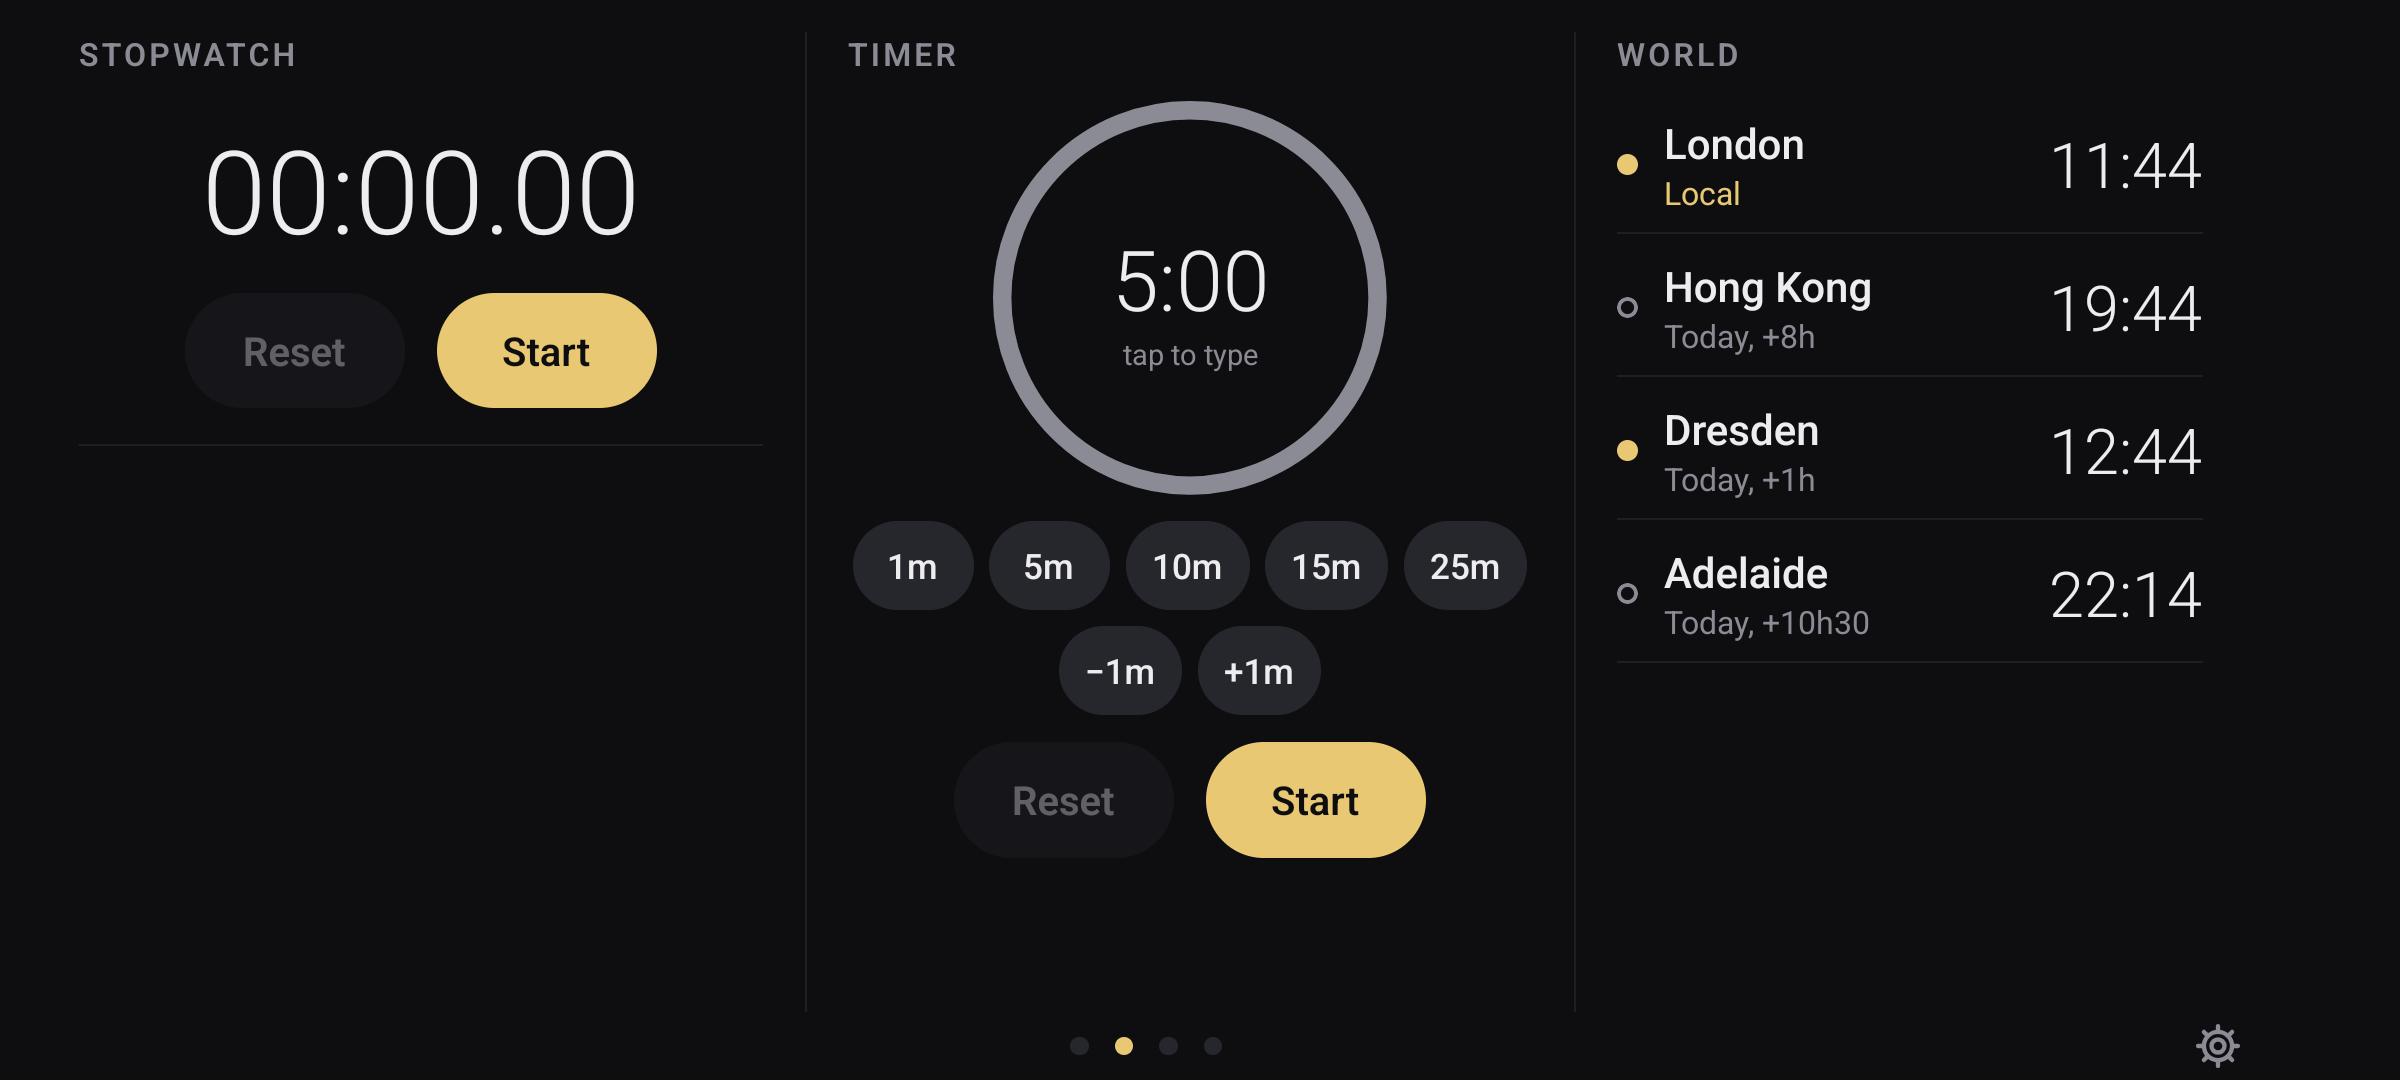 STOPWATCH
00:00.00
Reset
Start
TIMER
5:00
tap to type
1m 5m 10m 15m 25m
−1m +1m
Reset
Start
WORLD
London
Local
11:44
Hong Kong
Today, +8h
19:44
Dresden
Today, +1h
12:44
Adelaide
Today, +10h30
22:14